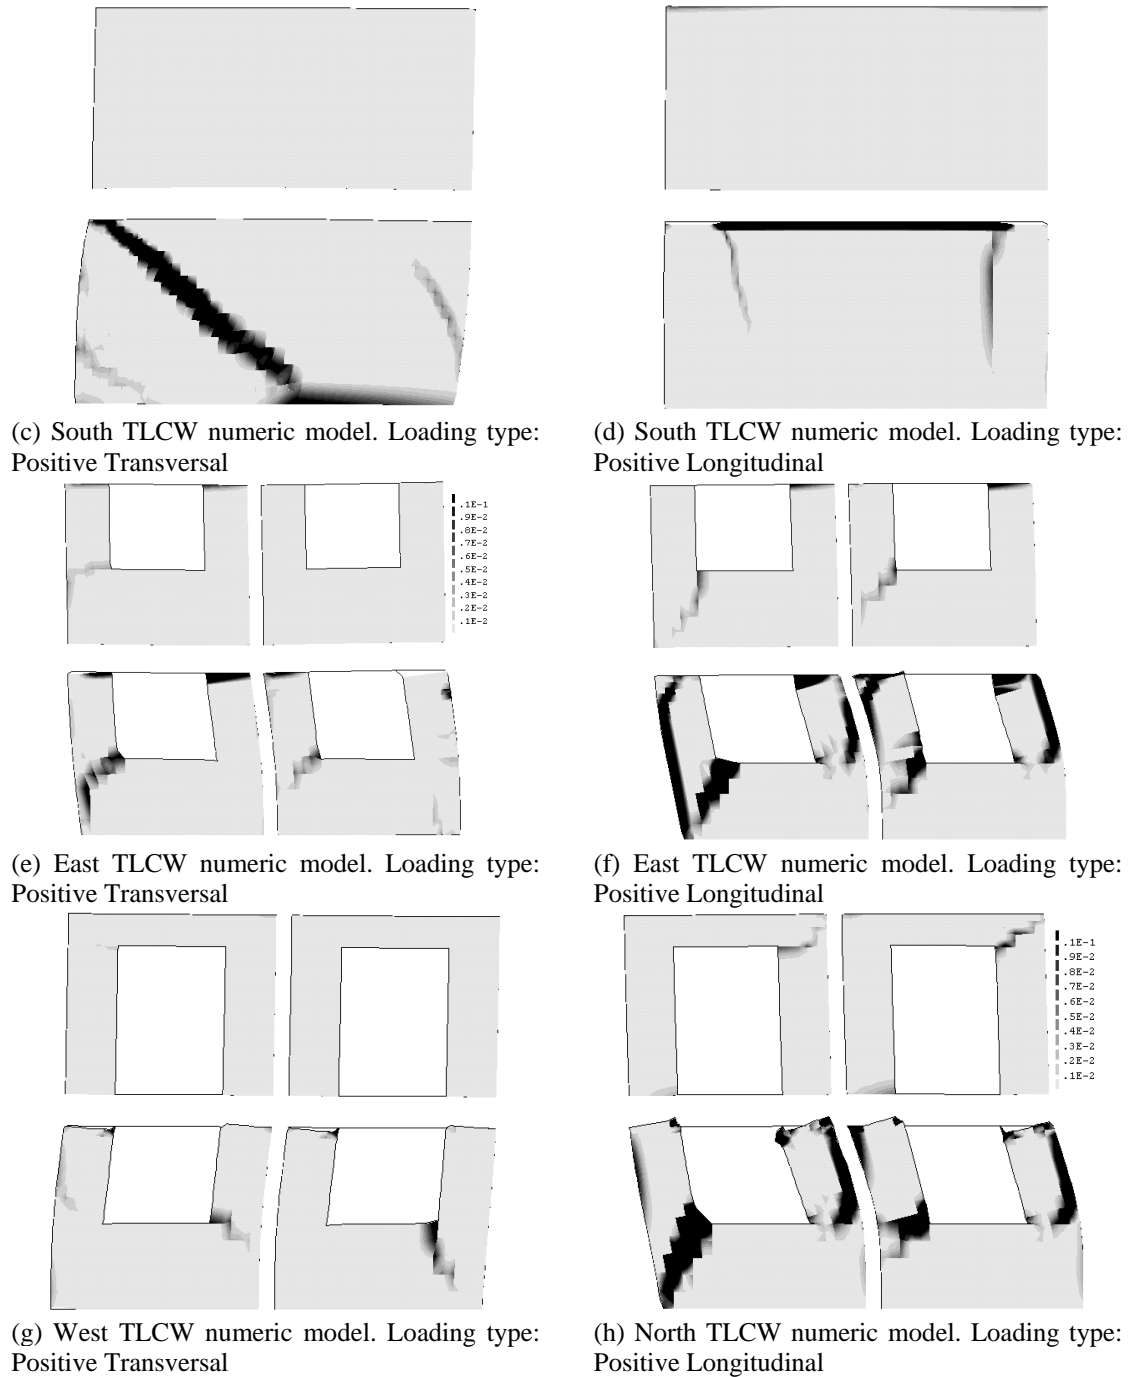 (c) South TLCW numeric model. Loading type:
Positive Transversal
(d) South TLCW numeric model. Loading type:
Positive Longitudinal
.1E-1
.9E-2
.8E-2
.7E-2
.6E-2
.5E-2
.4E-2
.3E-2
.2E-2
.1E-2
(e) East TLCW numeric model. Loading type:
Positive Transversal
(f) East TLCW numeric model. Loading type:
Positive Longitudinal
.1E-1
.9E-2
.8E-2
.7E-2
.6E-2
.5E-2
.4E-2
.3E-2
.2E-2
.1E-2
(g) West TLCW numeric model. Loading type:
Positive Transversal
(h) North TLCW numeric model. Loading type:
Positive Longitudinal